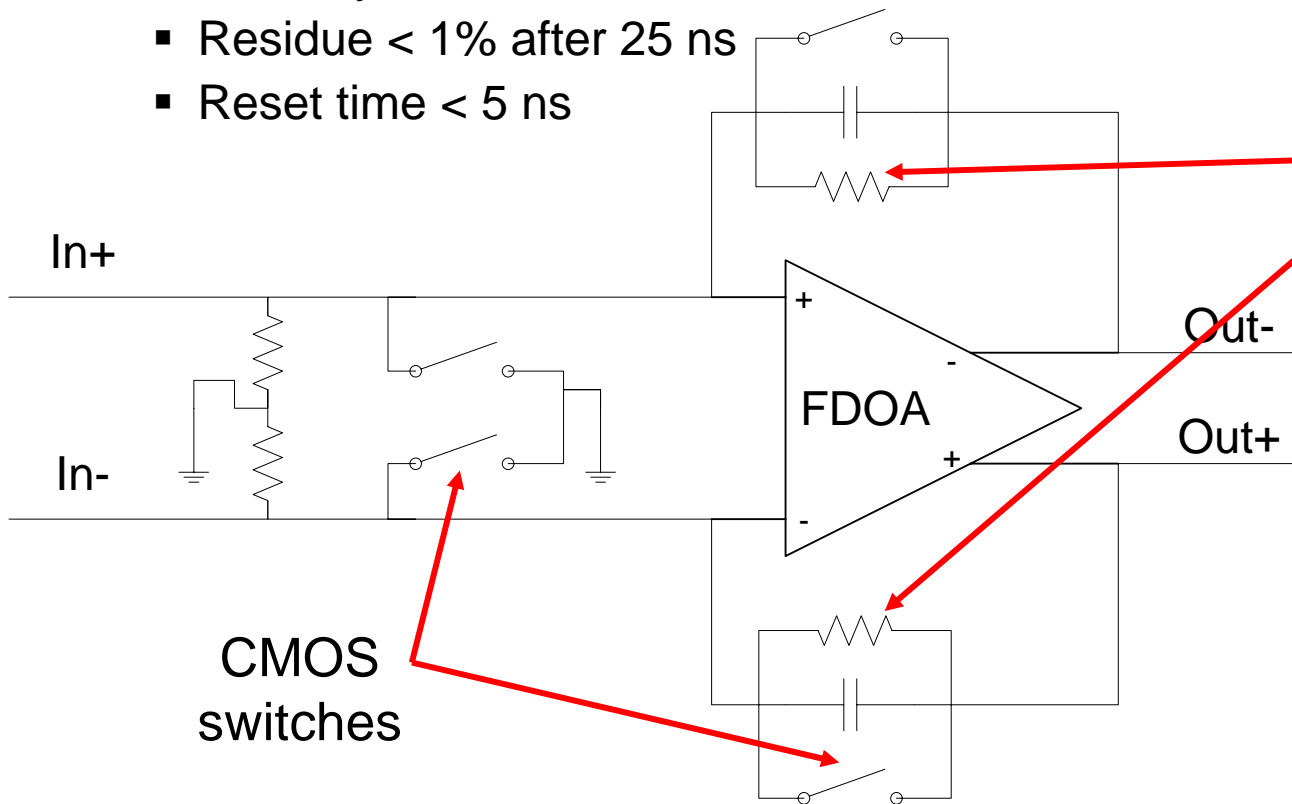 ▪ Residue < 1% after 25 ns
▪ Reset time < 5 ns
In+
+
Out-
-
FDOA
Out+
+
In-
-
CMOS
switches